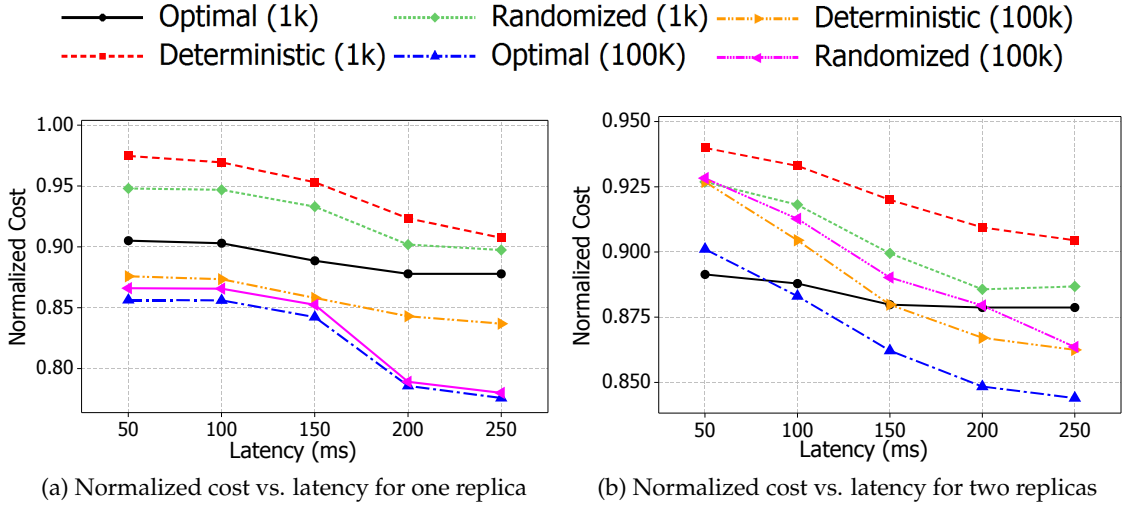 Optimal (1k) Randomized (1k) Deterministic (100k)
Deterministic (1k) Optimal (100K) Randomized (100k)
Normalized Cost
1.00
0.95
0.90
0.85
0.80
50 100 150 200 250
Latency (ms)
(a) Normalized cost vs. latency for one replica
Normalized Cost
0.950
0.925
0.900
0.875
0.850
50 100 150 200 250
Latency (ms)
(b) Normalized cost vs. latency for two replicas